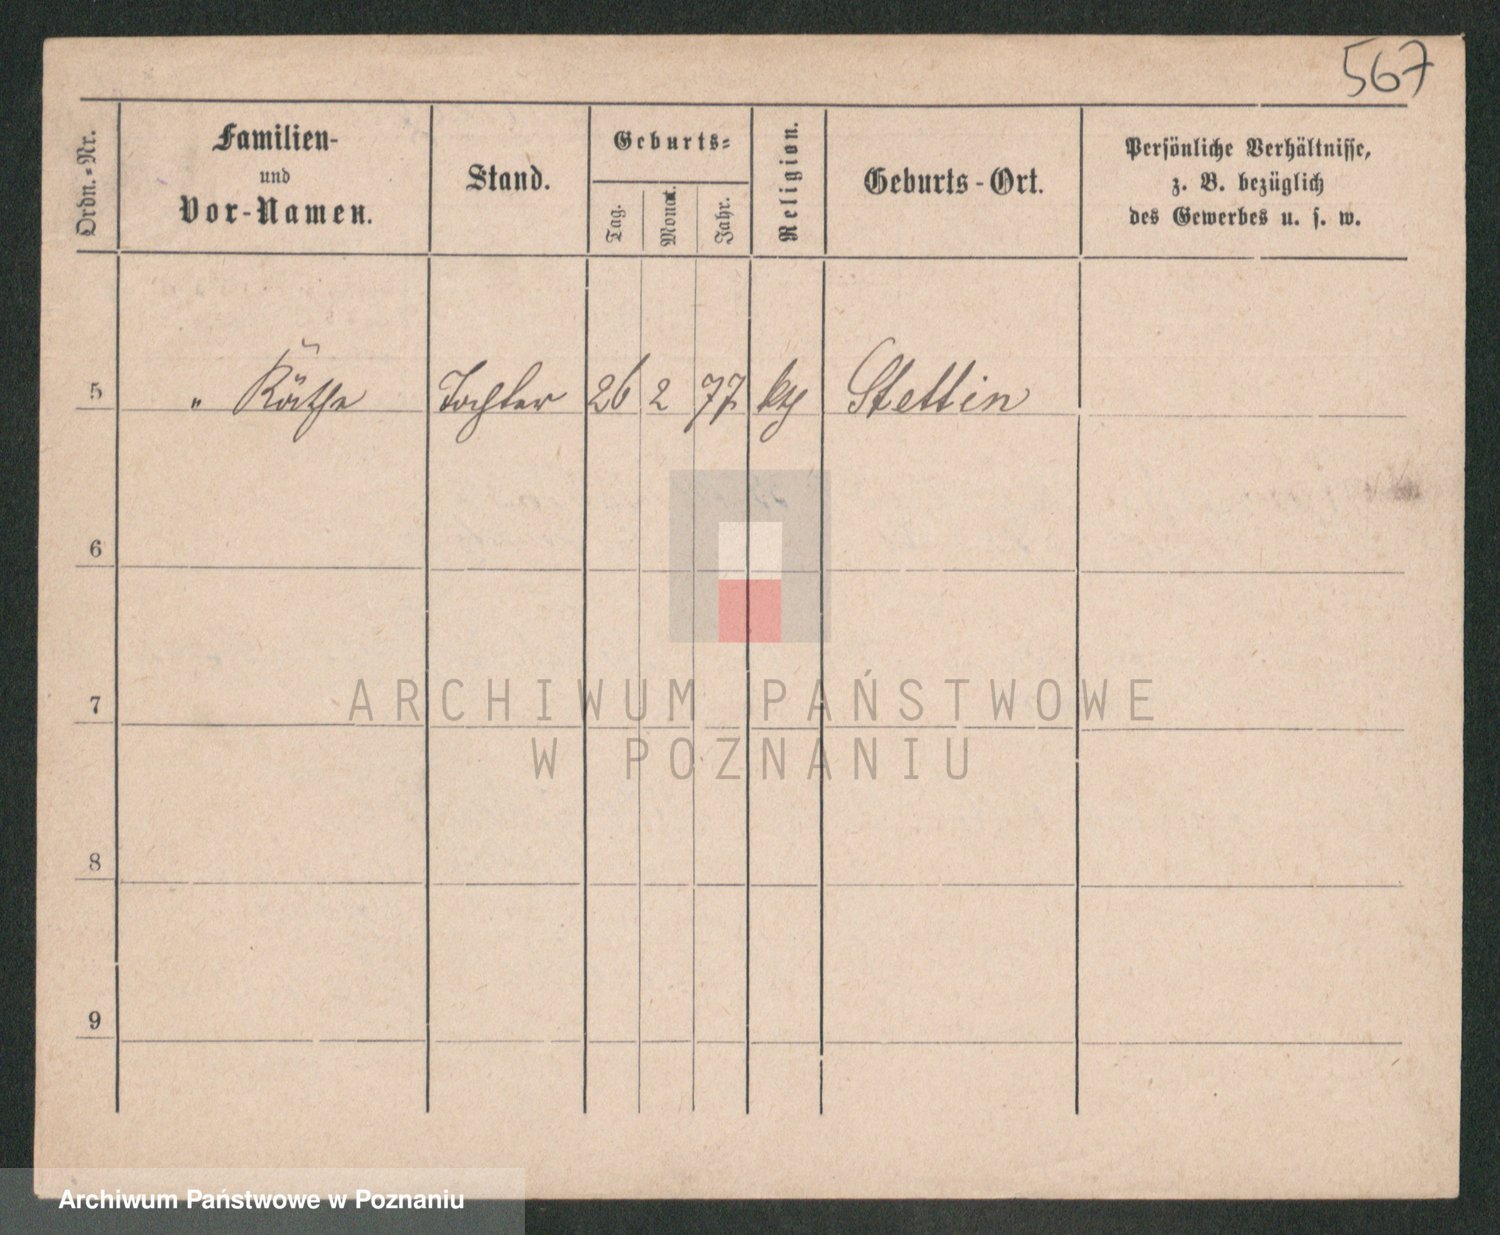 567
Ordn.-Nr.
Familien-
und
Vor-Namen.
Stand.
Geburts-
Tag.
Monat.
Jahr.
Religion.
Geburts-Ort.
Persönliche Verhältnisse,
z. B. bezüglich
des Gewerbes u. s. w.
5 " Käthe Tochter 26 2 77 Stettin
6
7
8
9
ARCHIWUM PAŃSTWOWE
W POZNANIU
Archiwum Państwowe w Poznaniu